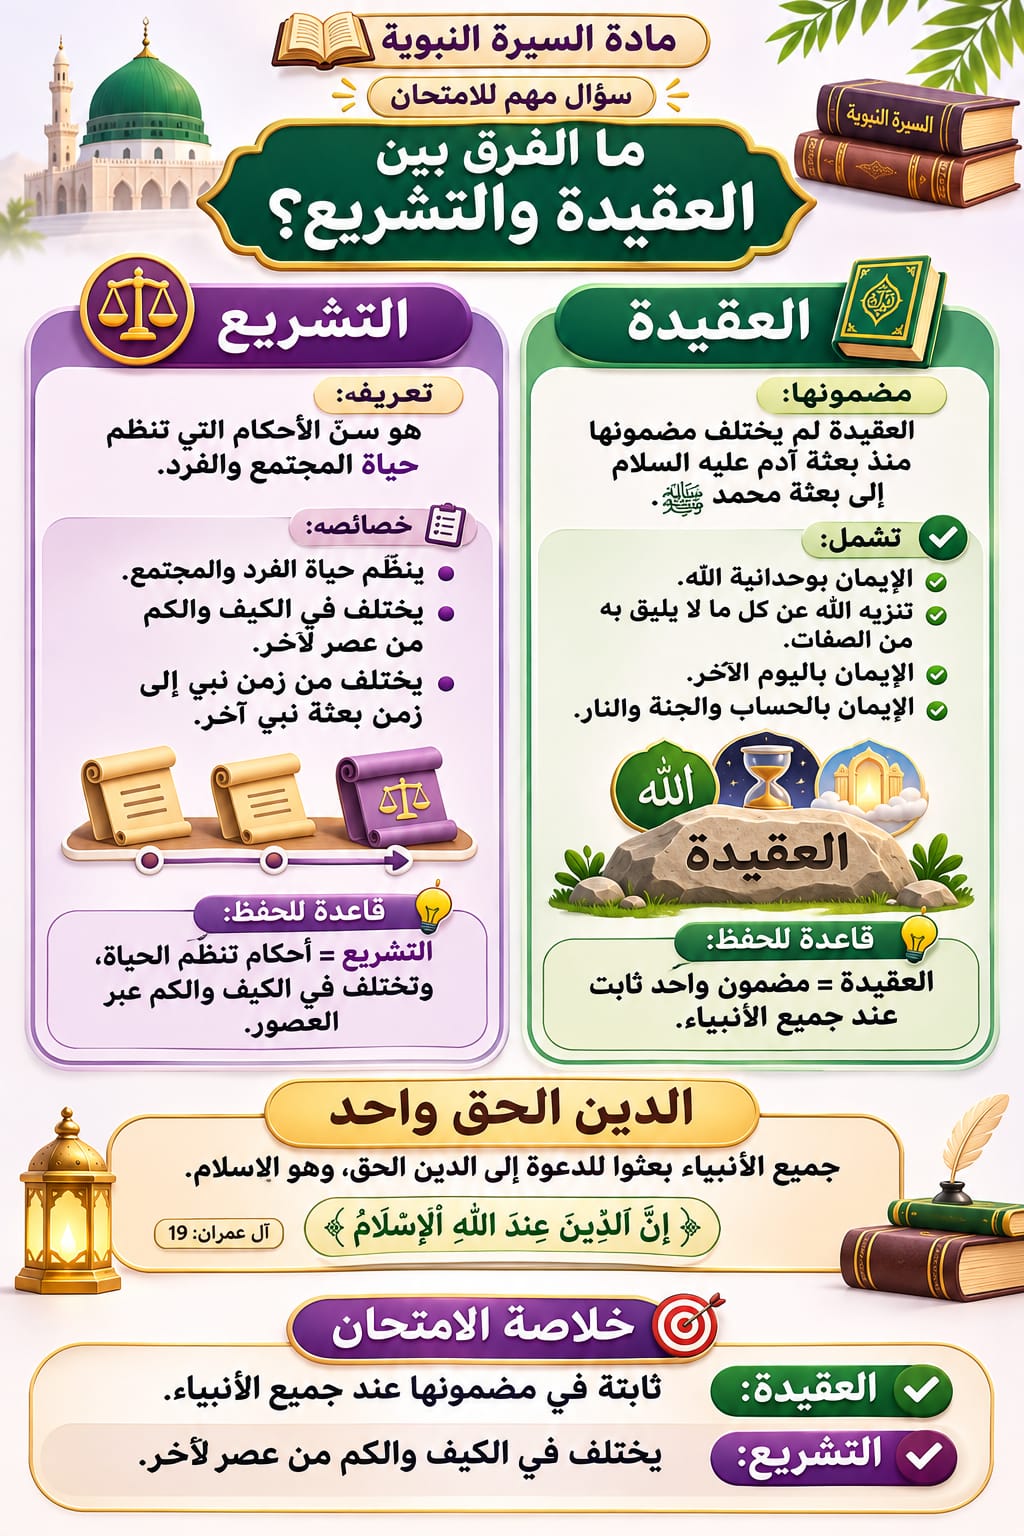 مادة السيرة النبوية
سؤال مهم للامتحان
السيرة النبوية
ما الفرق بين
العقيدة والتشريع؟
العقيدة
مضمونها:
العقيدة لم يختلف مضمونها
منذ بعثة آدم عليه السلام
إلى بعثة محمد ﷺ.
تشمل:
الإيمان بوحدانية الله.
تنزيه الله عن كل ما لا يليق به
من الصفات.
الإيمان باليوم الآخر.
الإيمان بالحساب والجنة والنار.
الله
العقيدة
قاعدة للحفظ:
العقيدة = مضمون واحد ثابت
عند جميع الأنبياء.
التشريع
تعريفه:
هو سنّ الأحكام التي تنظم
حياة المجتمع والفرد.
خصائصه:
ينظّم حياة الفرد والمجتمع.
يختلف في الكيف والكم
من عصر لآخر.
يختلف من زمن نبي إلى
زمن بعثة نبي آخر.
قاعدة للحفظ:
التشريع = أحكام تنظّم الحياة،
وتختلف في الكيف والكم عبر
العصور.
الدين الحق واحد
جميع الأنبياء بعثوا للدعوة إلى الدين الحق، وهو الإسلام.
﴿إِنَّ ٱلدِّينَ عِندَ اللهِ ٱلْإِسْلَامُ﴾
آل عمران: 19
خلاصة الامتحان
العقيدة: ثابتة في مضمونها عند جميع الأنبياء.
التشريع: يختلف في الكيف والكم من عصر لآخر.